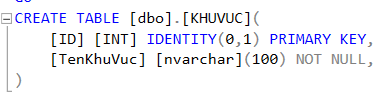 CREATE TABLE [dbo].[KHUVUC](
[ID] [INT] IDENTITY(0,1) PRIMARY KEY,
[TenKhuVuc] [nvarchar](100) NOT NULL,
)